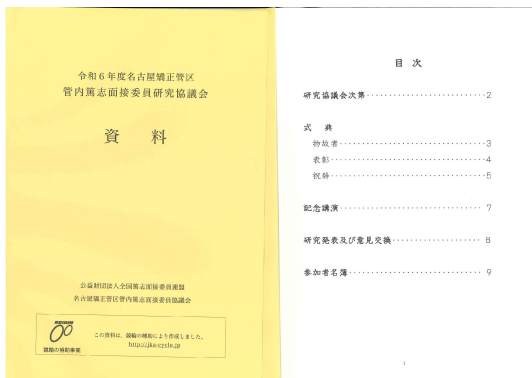 令和６年度名古屋矯正管区
管内篤志面接委員研究協議会
資　料
公益財団法人全国篤志面接委員連盟
名古屋矯正管区管内篤志面接委員協議会
競輪の補助事業
この資料は、競輪の補助により作成しました。
http://jka-cycle.jp
目 次
研究協議会次第・・・・・・・・・・・・・・・・・・・・2
式　典
物故者・・・・・・・・・・・・・・・・・・・・・・・・3
表彰・・・・・・・・・・・・・・・・・・・・・・・・・4
祝辞・・・・・・・・・・・・・・・・・・・・・・・・・5
記念講演・・・・・・・・・・・・・・・・・・・・・・・7
研究発表及び意見交換・・・・・・・・・・・・・・・・・8
参加者名簿・・・・・・・・・・・・・・・・・・・・・・9
1